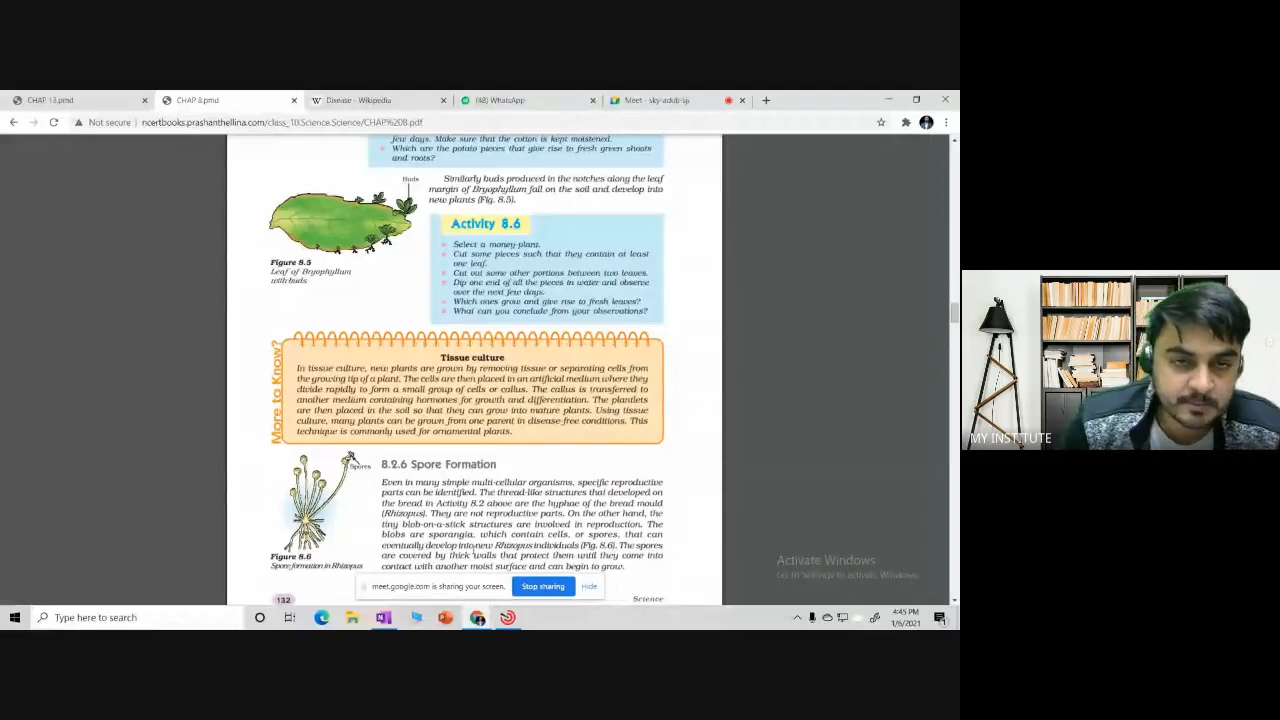 CHAP 13.pmd
CHAP 8.pmd
Disease - Wikipedia
(48) WhatsApp
Meet - sky-adub-sji
Not secure | ncertbooks.prashanthellina.com/class_10.Science.Science/CHAP%208.pdf
few days. Make sure that the cotton is kept moistened.
Which are the potato pieces that give rise to fresh green shoots
and roots?
Buds
Similarly buds produced in the notches along the leaf
margin of Bryophyllum fall on the soil and develop into
new plants (Fig. 8.5).
Figure 8.5
Leaf of Bryophyllum
with buds
Activity 8.6
Select a money-plant.
Cut some pieces such that they contain at least
one leaf.
Cut out some other portions between two leaves.
Dip one end of all the pieces in water and observe
over the next few days.
Which ones grow and give rise to fresh leaves?
What can you conclude from your observations?
More to Know?
Tissue culture
In tissue culture, new plants are grown by removing tissue or separating cells from
the growing tip of a plant. The cells are then placed in an artificial medium where they
divide rapidly to form a small group of cells or callus. The callus is transferred to
another medium containing hormones for growth and differentiation. The plantlets
are then placed in the soil so that they can grow into mature plants. Using tissue
culture, many plants can be grown from one parent in disease-free conditions. This
technique is commonly used for ornamental plants.
Spores
Figure 8.6
Spore formation in Rhizopus
8.2.6 Spore Formation
Even in many simple multi-cellular organisms, specific reproductive
parts can be identified. The thread-like structures that developed on
the bread in Activity 8.2 above are the hyphae of the bread mould
(Rhizopus). They are not reproductive parts. On the other hand, the
tiny blob-on-a-stick structures are involved in reproduction. The
blobs are sporangia, which contain cells, or spores, that can
eventually develop into new Rhizopus individuals (Fig. 8.6). The spores
are covered by thick walls that protect them until they come into
contact with another moist surface and can begin to grow.
132
Science
meet.google.com is sharing your screen.
Stop sharing
Hide
Activate Windows
Go to Settings to activate Windows.
Type here to search
4:45 PM
1/6/2021
MY INSTITUTE